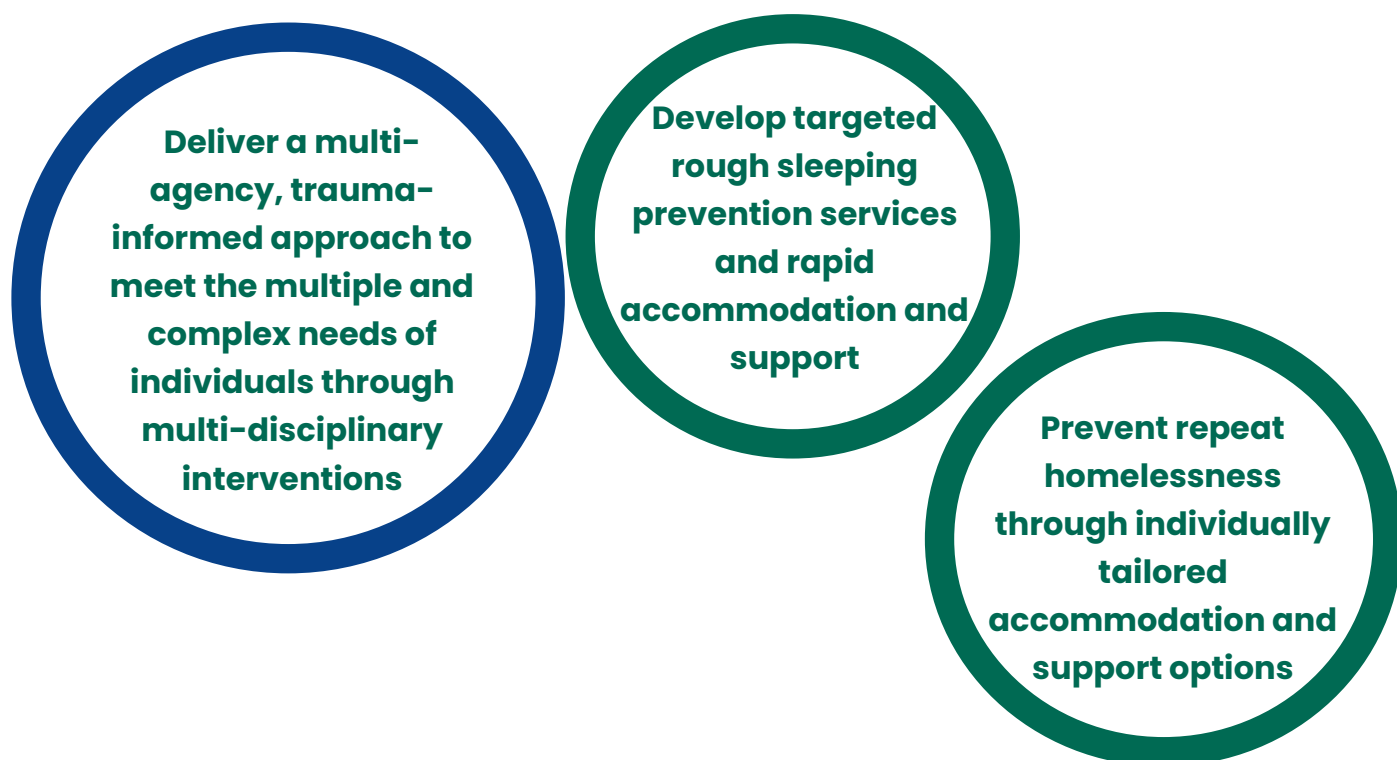 Deliver a multi-
agency, trauma-
informed approach to
meet the multiple and
complex needs of
individuals through
multi-disciplinary
interventions
Develop targeted
rough sleeping
prevention services
and rapid
accommodation and
support
Prevent repeat
homelessness
through individually
tailored
accommodation and
support options